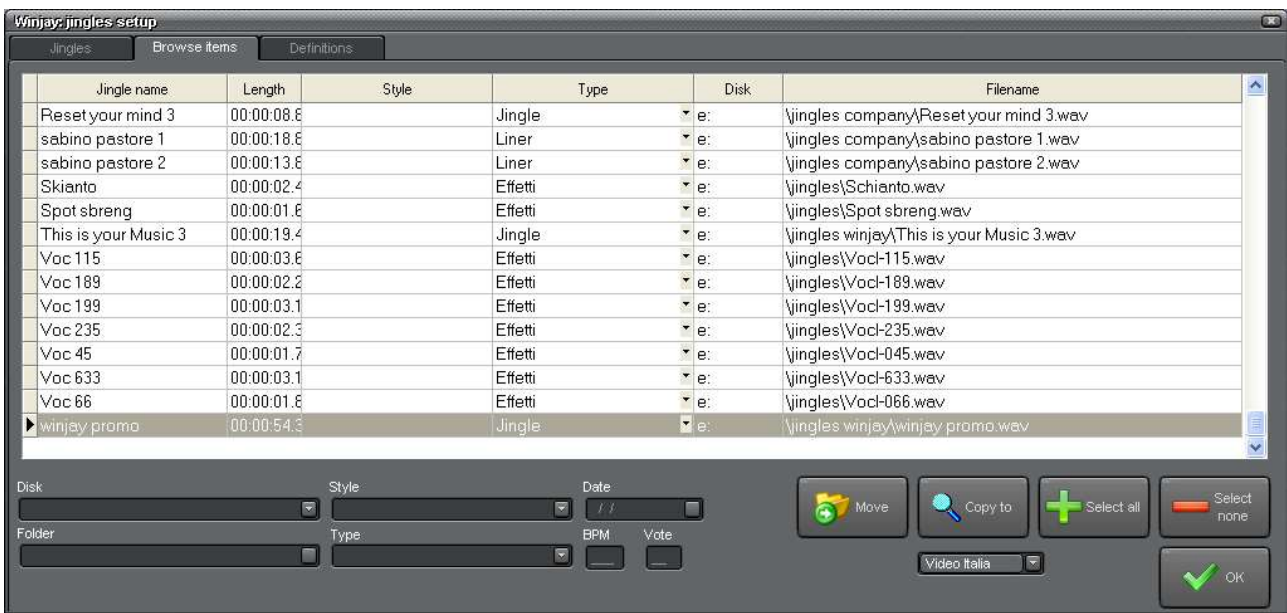 Winjay: jingles setup
Jingles Browse items Definitions
Jingle name Length Style Type Disk Filename
Reset your mind 3 00:00:08.8 Jingle e: \jingles company\Reset your mind 3.wav
sabino pastore 1 00:00:18.8 Liner e: \jingles company\sabino pastore 1.wav
sabino pastore 2 00:00:13.8 Liner e: \jingles company\sabino pastore 2.wav
Skianto 00:00:02.4 Effetti e: \jingles\Schianto.wav
Spot sbreng 00:00:01.6 Effetti e: \jingles\Spot sbreng.wav
This is your Music 3 00:00:19.4 Jingle e: \jingles winjay\This is your Music 3.wav
Voc 115 00:00:03.6 Effetti e: \jingles\Vocl-115.wav
Voc 189 00:00:02.2 Effetti e: \jingles\Vocl-189.wav
Voc 199 00:00:03.1 Effetti e: \jingles\Vocl-199.wav
Voc 235 00:00:02.3 Effetti e: \jingles\Vocl-235.wav
Voc 45 00:00:01.7 Effetti e: \jingles\Vocl-045.wav
Voc 633 00:00:03.1 Effetti e: \jingles\Vocl-633.wav
Voc 66 00:00:01.8 Effetti e: \jingles\Vocl-066.wav
winjay promo 00:00:54.3 Jingle e: \jingles winjay\winjay promo.wav
Disk Style Date
/ /
Move Copy to Select all Select none
Folder Type BPM Vote
Video Italia
OK